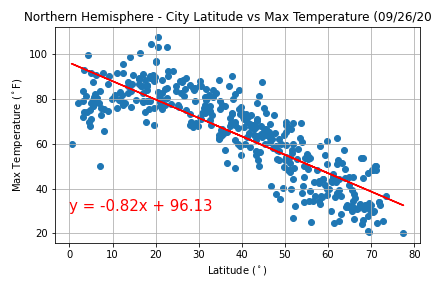 Northern Hemisphere - City Latitude vs Max Temperature (09/26/20
100
80
60
40
20
Max Temperature (°F)
y = -0.82x + 96.13
0 10 20 30 40 50 60 70 80
Latitude (°)